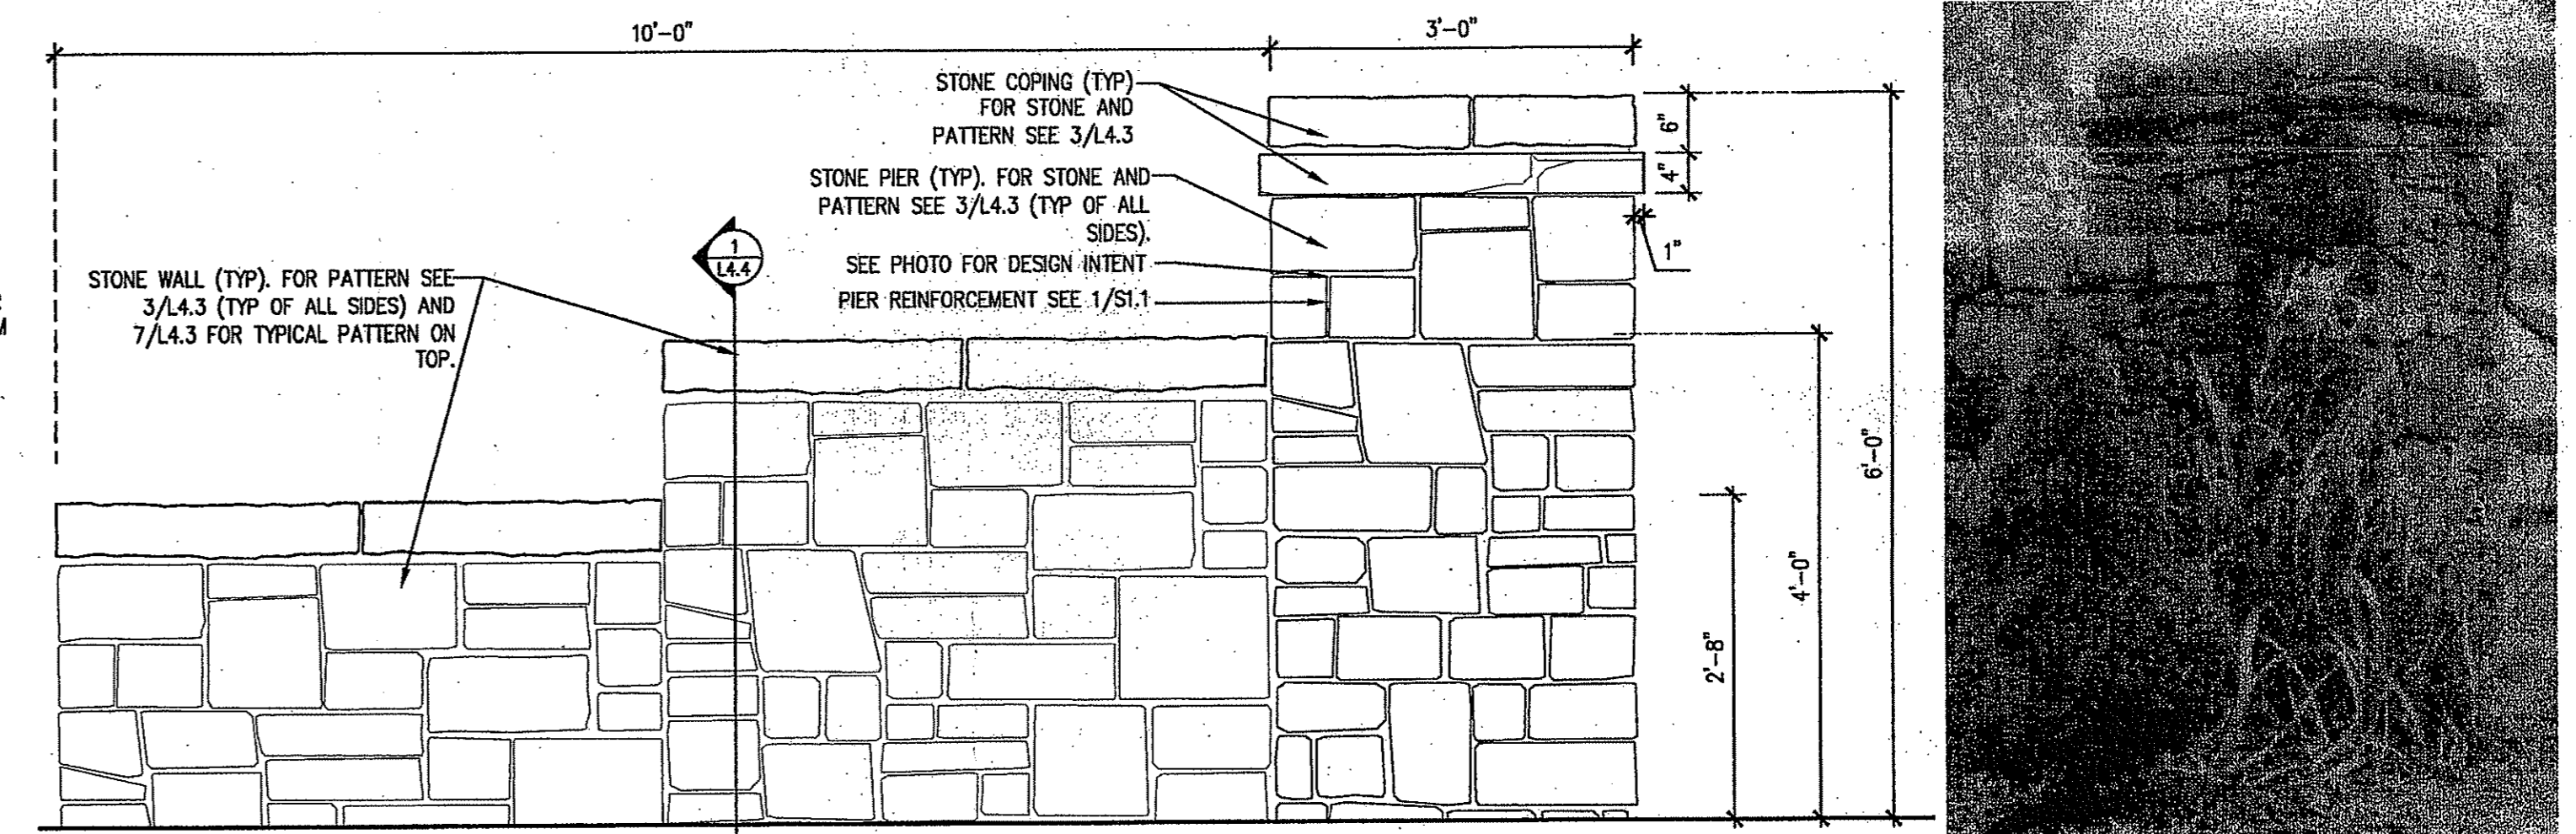 10'-0"
3'-0"
STONE COPING (TYP)
FOR STONE AND
PATTERN SEE 3/L4.3
6"
4"
STONE PIER (TYP). FOR STONE AND
PATTERN SEE 3/L4.3 (TYP OF ALL
SIDES).
1"
SEE PHOTO FOR DESIGN INTENT
PIER REINFORCEMENT SEE 1/S1.1
1
L4.4
STONE WALL (TYP). FOR PATTERN SEE
3/L4.3 (TYP OF ALL SIDES) AND
7/L4.3 FOR TYPICAL PATTERN ON
TOP.
M
6'-0"
4'-0"
2'-8"